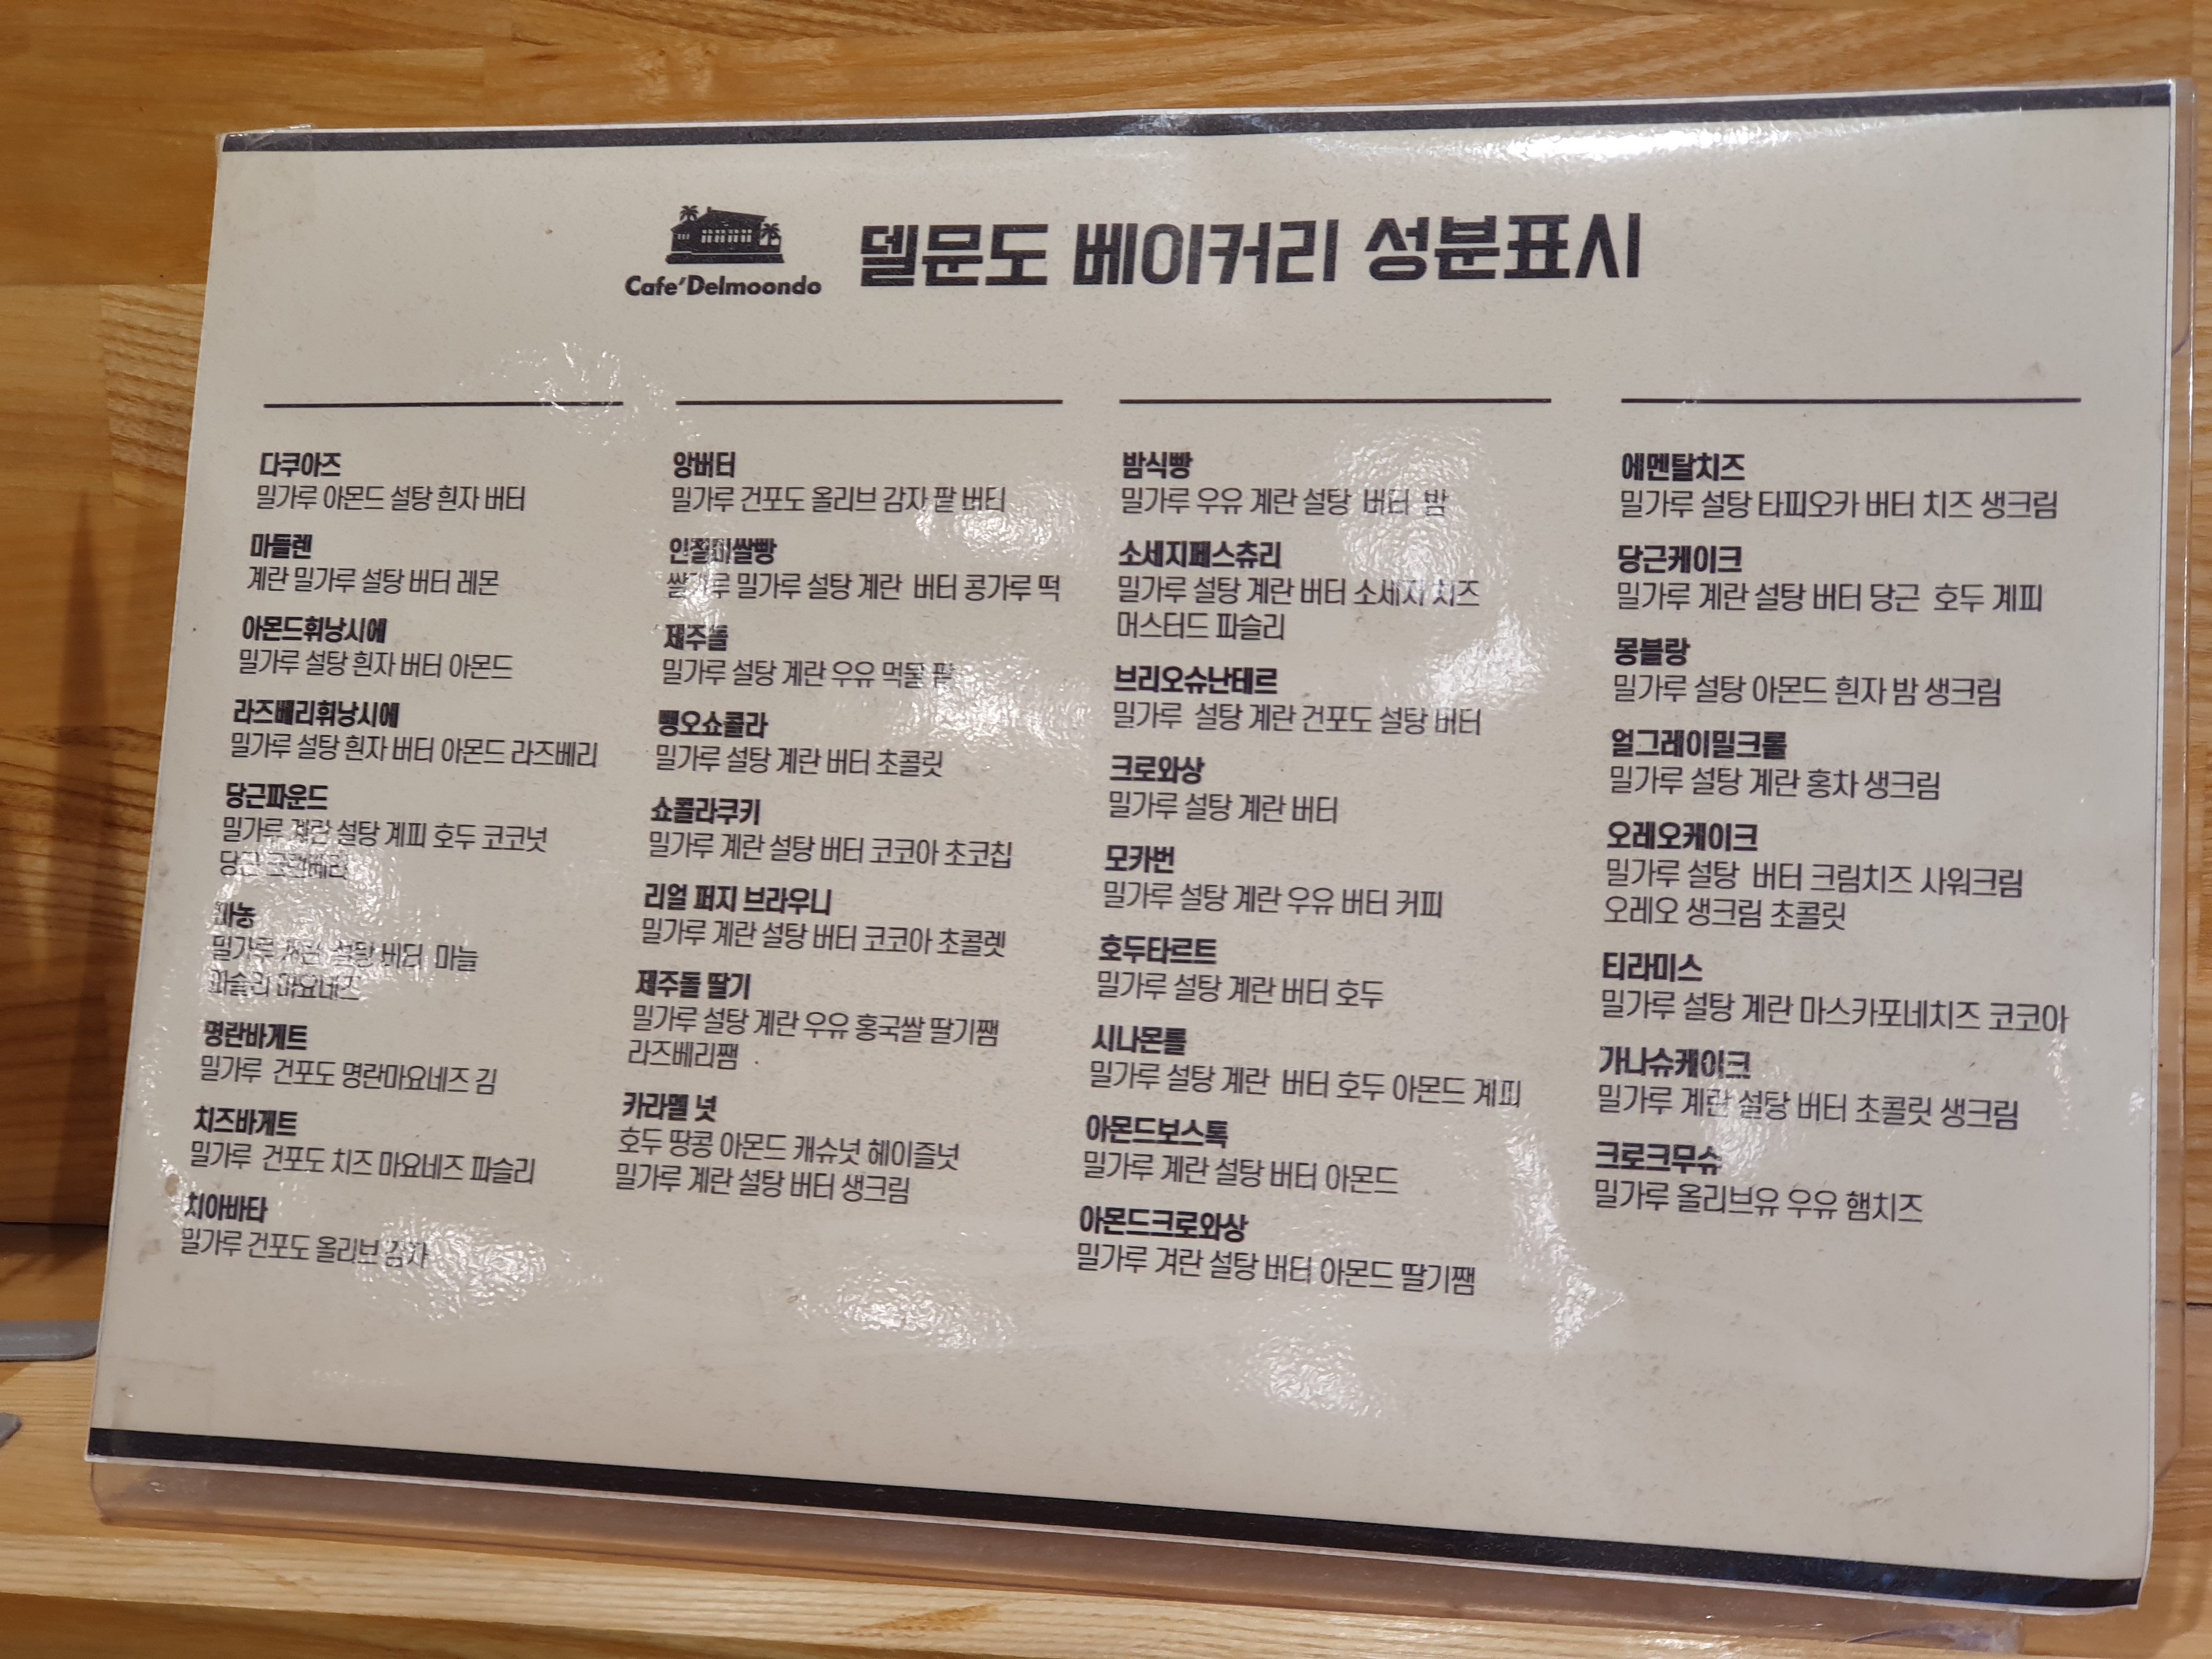 Cafe'Delmoondo
델문도 베이커리 성분표시
다쿠아즈
밀가루 아몬드 설탕 흰자 버터
마들렌
계란 밀가루 설탕 버터 레몬
아몬드휘낭시에
밀가루 설탕 흰자 버터 아몬드
라즈베리휘낭시에
밀가루 설탕 흰자 버터 아몬드 라즈베리
당근파운드
밀가루 계란 설탕 계피 호두 코코넛
당근 크랜베리
마농
밀가루 계란 설탕 버터 마늘
파슬리 마요네즈
명란바게트
밀가루 건포도 명란마요네즈 김
치즈바게트
밀가루 건포도 치즈 마요네즈 파슬리
치아바타
밀가루 건포도 올리브 감자
앙버터
밀가루 건포도 올리브 감자 팥 버터
인절미쌀빵
쌀가루 밀가루 설탕 계란 버터 콩가루 떡
제주돌
밀가루 설탕 계란 우유 먹물 팥
뺑오쇼콜라
밀가루 설탕 계란 버터 초콜릿
쇼콜라쿠키
밀가루 계란 설탕 버터 코코아 초코칩
리얼 퍼지 브라우니
밀가루 계란 설탕 버터 코코아 초콜렛
제주돌 딸기
밀가루 설탕 계란 우유 홍국쌀 딸기쨈
라즈베리쨈
카라멜 넛
호두 땅콩 아몬드 캐슈넛 헤이즐넛
밀가루 계란 설탕 버터 생크림
밤식빵
밀가루 우유 계란 설탕 버터 밤
소세지페스츄리
밀가루 설탕 계란 버터 소세지 치즈
머스터드 파슬리
브리오슈난테르
밀가루 설탕 계란 건포도 설탕 버터
크로와상
밀가루 설탕 계란 버터
모카번
밀가루 설탕 계란 우유 버터 커피
호두타르트
밀가루 설탕 계란 버터 호두
시나몬롤
밀가루 설탕 계란 버터 호두 아몬드 계피
아몬드보스톡
밀가루 계란 설탕 버터 아몬드
아몬드크로와상
밀가루 겨란 설탕 버터 아몬드 딸기쨈
에멘탈치즈
밀가루 설탕 타피오카 버터 치즈 생크림
당근케이크
밀가루 계란 설탕 버터 당근 호두 계피
몽블랑
밀가루 설탕 아몬드 흰자 밤 생크림
얼그레이밀크롤
밀가루 설탕 계란 홍차 생크림
오레오케이크
밀가루 설탕 버터 크림치즈 사워크림
오레오 생크림 초콜릿
티라미스
밀가루 설탕 계란 마스카포네치즈 코코아
가나슈케이크
밀가루 계란 설탕 버터 초콜릿 생크림
크로크무슈
밀가루 올리브유 우유 햄치즈